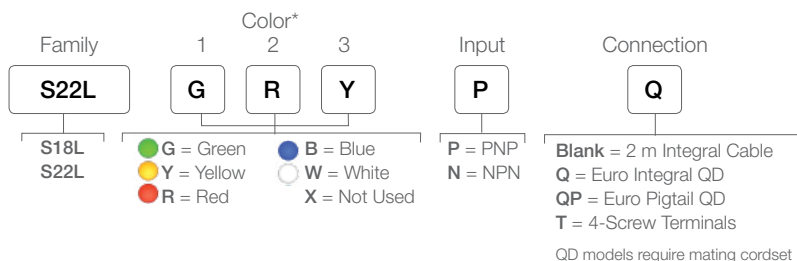 Color*
Family 1 2 3 Input Connection
S22L G R Y P Q
S18L
S22L
G = Green
Y = Yellow
R = Red
B = Blue
W = White
X = Not Used
P = PNP
N = NPN
Blank = 2 m Integral Cable
Q = Euro Integral QD
QP = Euro Pigtail QD
T = 4-Screw Terminals
QD models require mating cordset